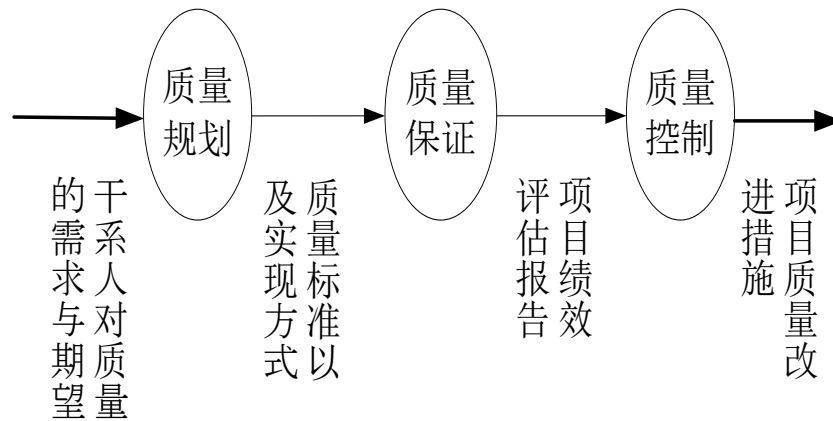 质量
规划
质量
保证
质量
控制
干系人对质量
的需求与期望
质量标准以
及实现方式
项目绩效
评估报告
项目质量改
进措施